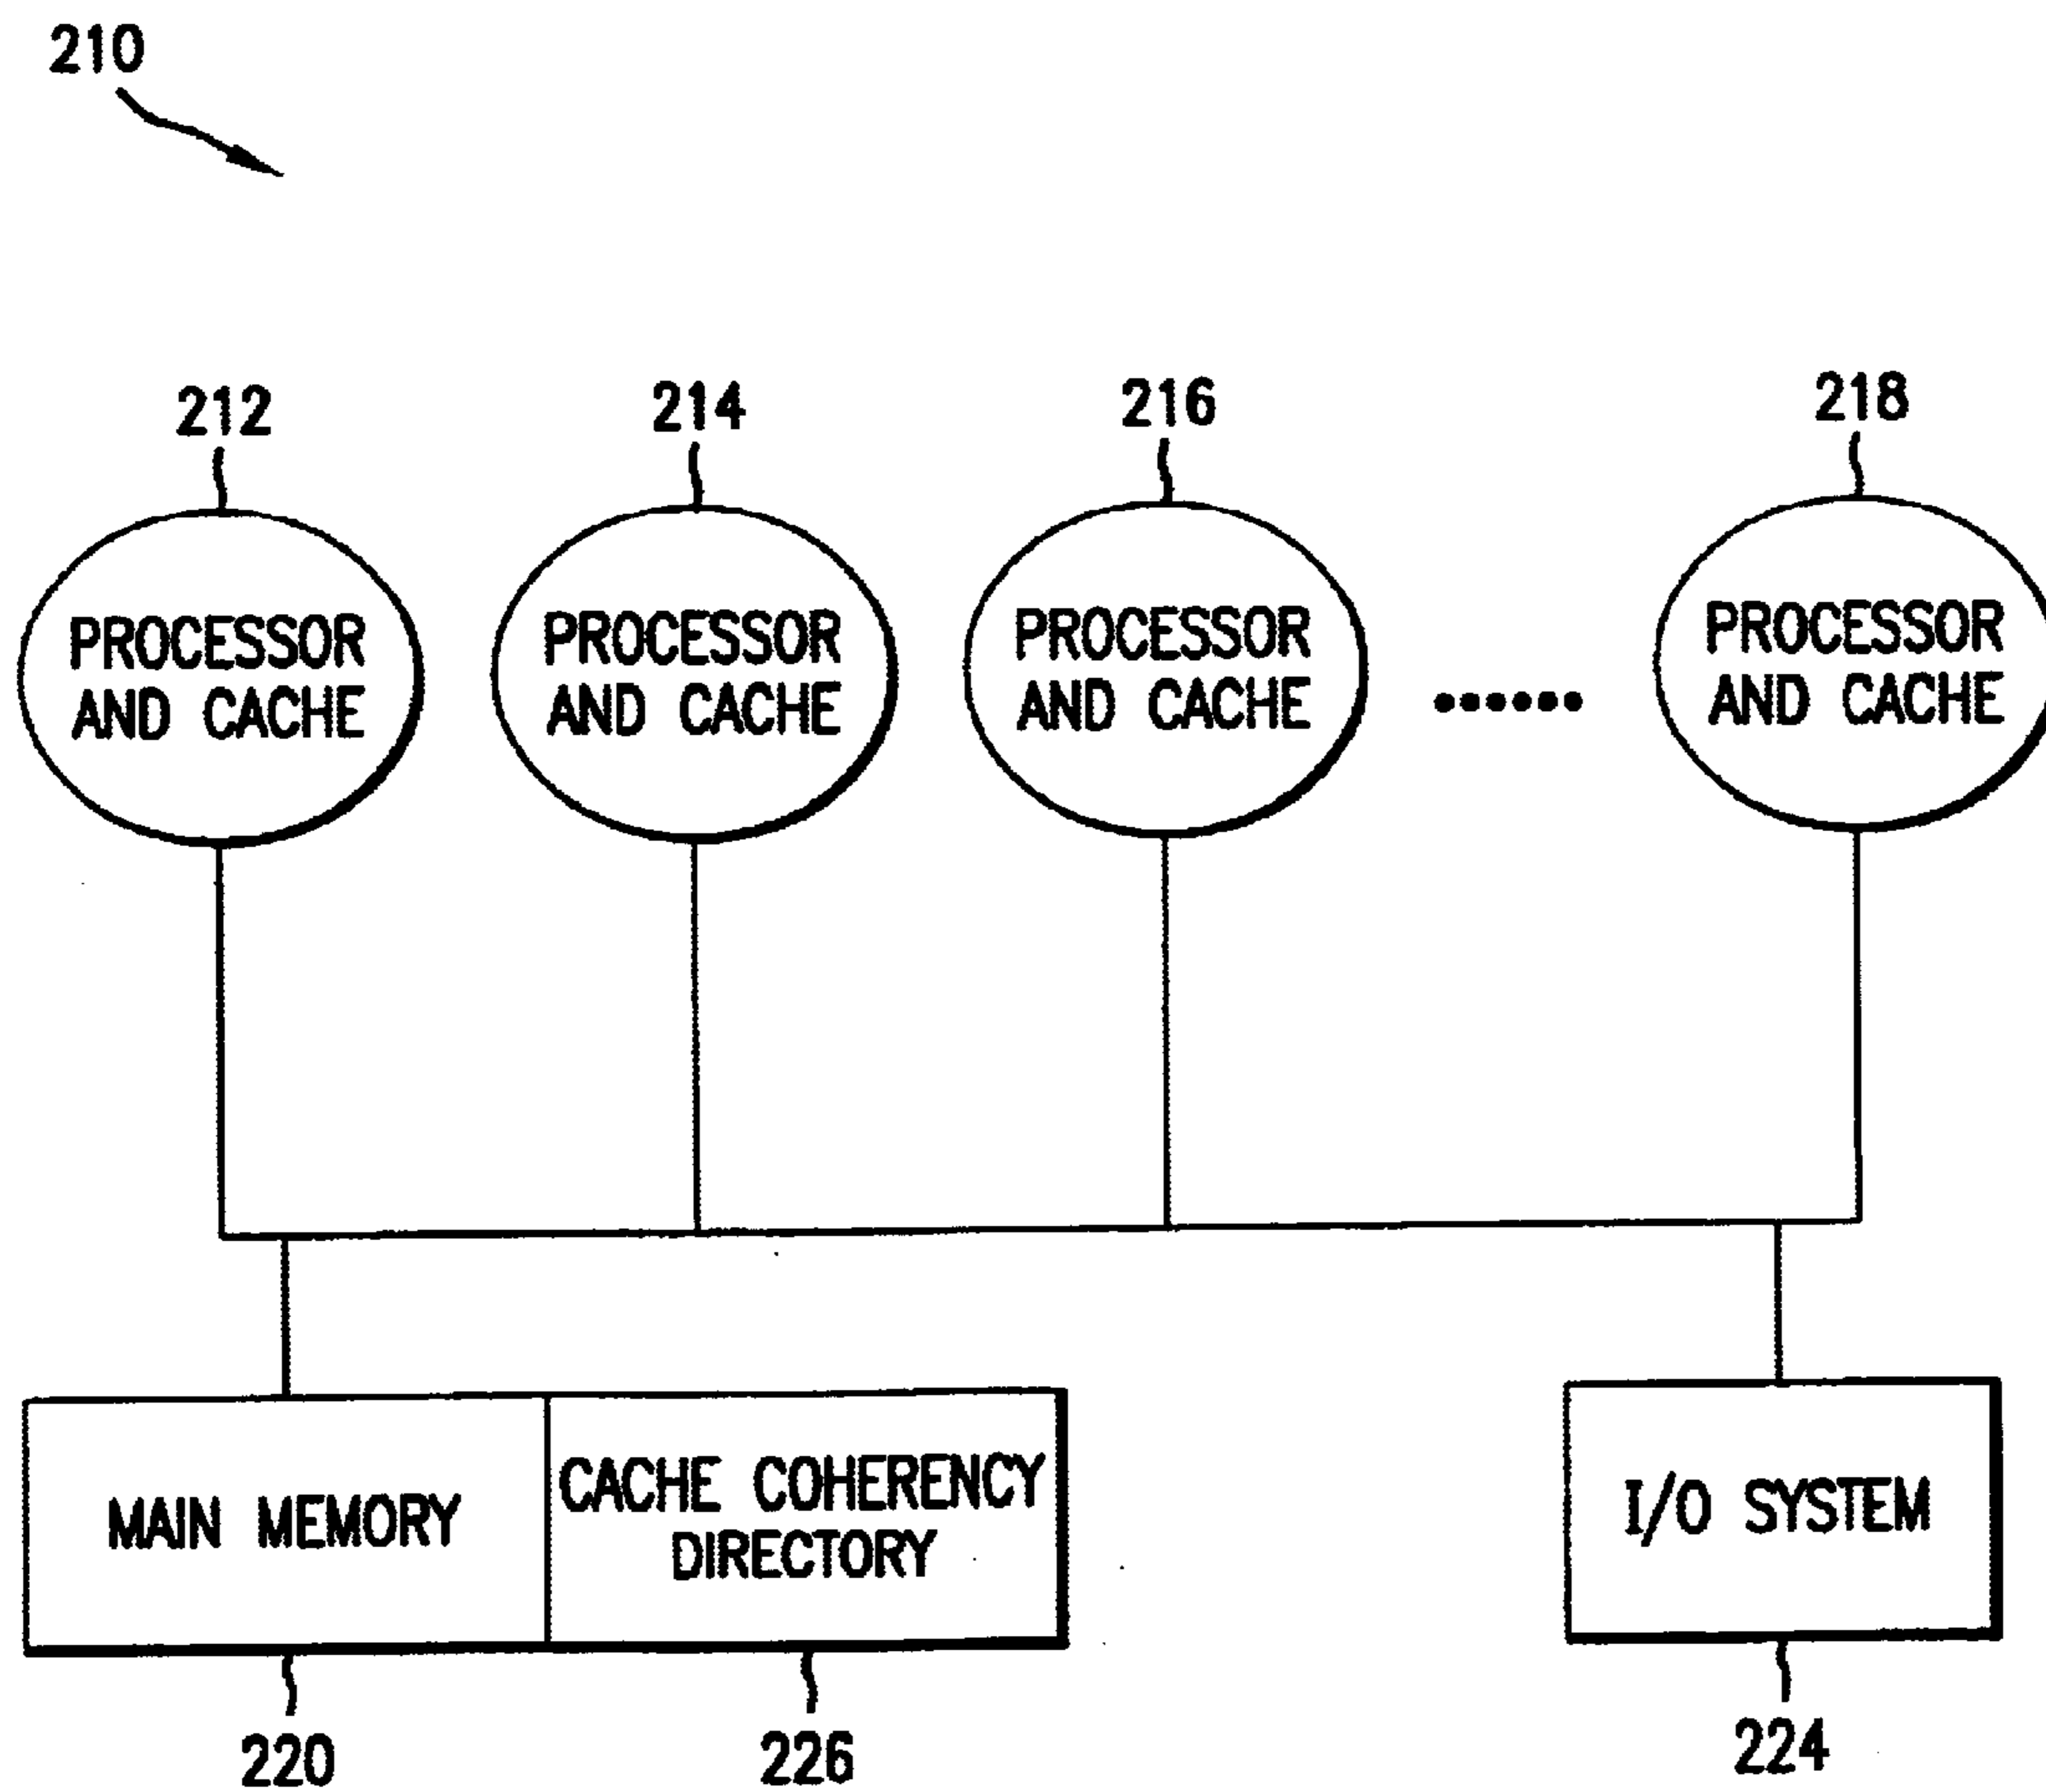 210
212
214
216
218
PROCESSOR
AND CACHE
PROCESSOR
AND CACHE
PROCESSOR
AND CACHE
PROCESSOR
AND CACHE
MAIN MEMORY
CACHE COHERENCY
DIRECTORY
I/O SYSTEM
220
226
224